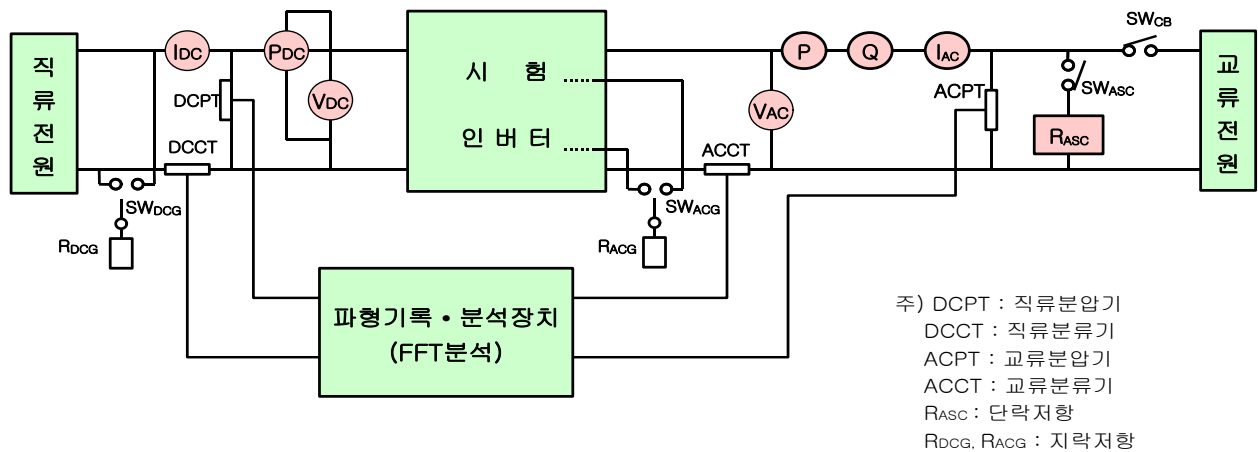 직류전원
IDC
PDC
VDC
DCPT
DCCT
SWDCG
RDCG
시 험
인 버 터
P
Q
IAC
VAC
ACCT
SWACG
RACG
ACPT
SWCB
SWASC
RASC
교류전원
파형기록 • 분석장치
(FFT분석)
주) DCPT : 직류분압기
DCCT : 직류분류기
ACPT : 교류분압기
ACCT : 교류분류기
RASC : 단락저항
RDCG, RACG : 지락저항